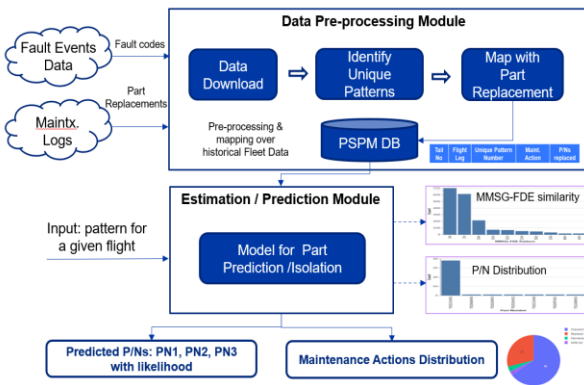 Data Pre-processing Module
Fault Events
Data
Fault codes
Data
Download
Identify
Unique
Patterns
Map with
Part
Replacement
Part
Replacements
Maintx.
Logs
Pre-processing &
mapping over
historical Fleet Data
PSPM DB
Tail
No
Flight
Leg
Unique Pattern
Number
Maint.
Action
P/Ns
replaced
Estimation / Prediction Module
MMSG-FDE similarity
Input: pattern for
a given flight
Model for Part
Prediction /Isolation
P/N Distribution
Predicted P/Ns: PN1, PN2, PN3
with likelihood
Maintenance Actions Distribution